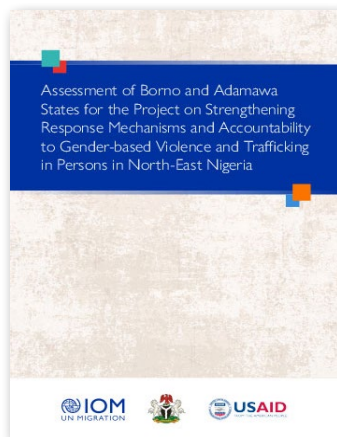 Assessment of Borno and Adamawa
States for the Project on Strengthening
Response Mechanisms and Accountability
to Gender-based Violence and Trafficking
in Persons in North-East Nigeria
IOM
UN MIGRATION
USAID